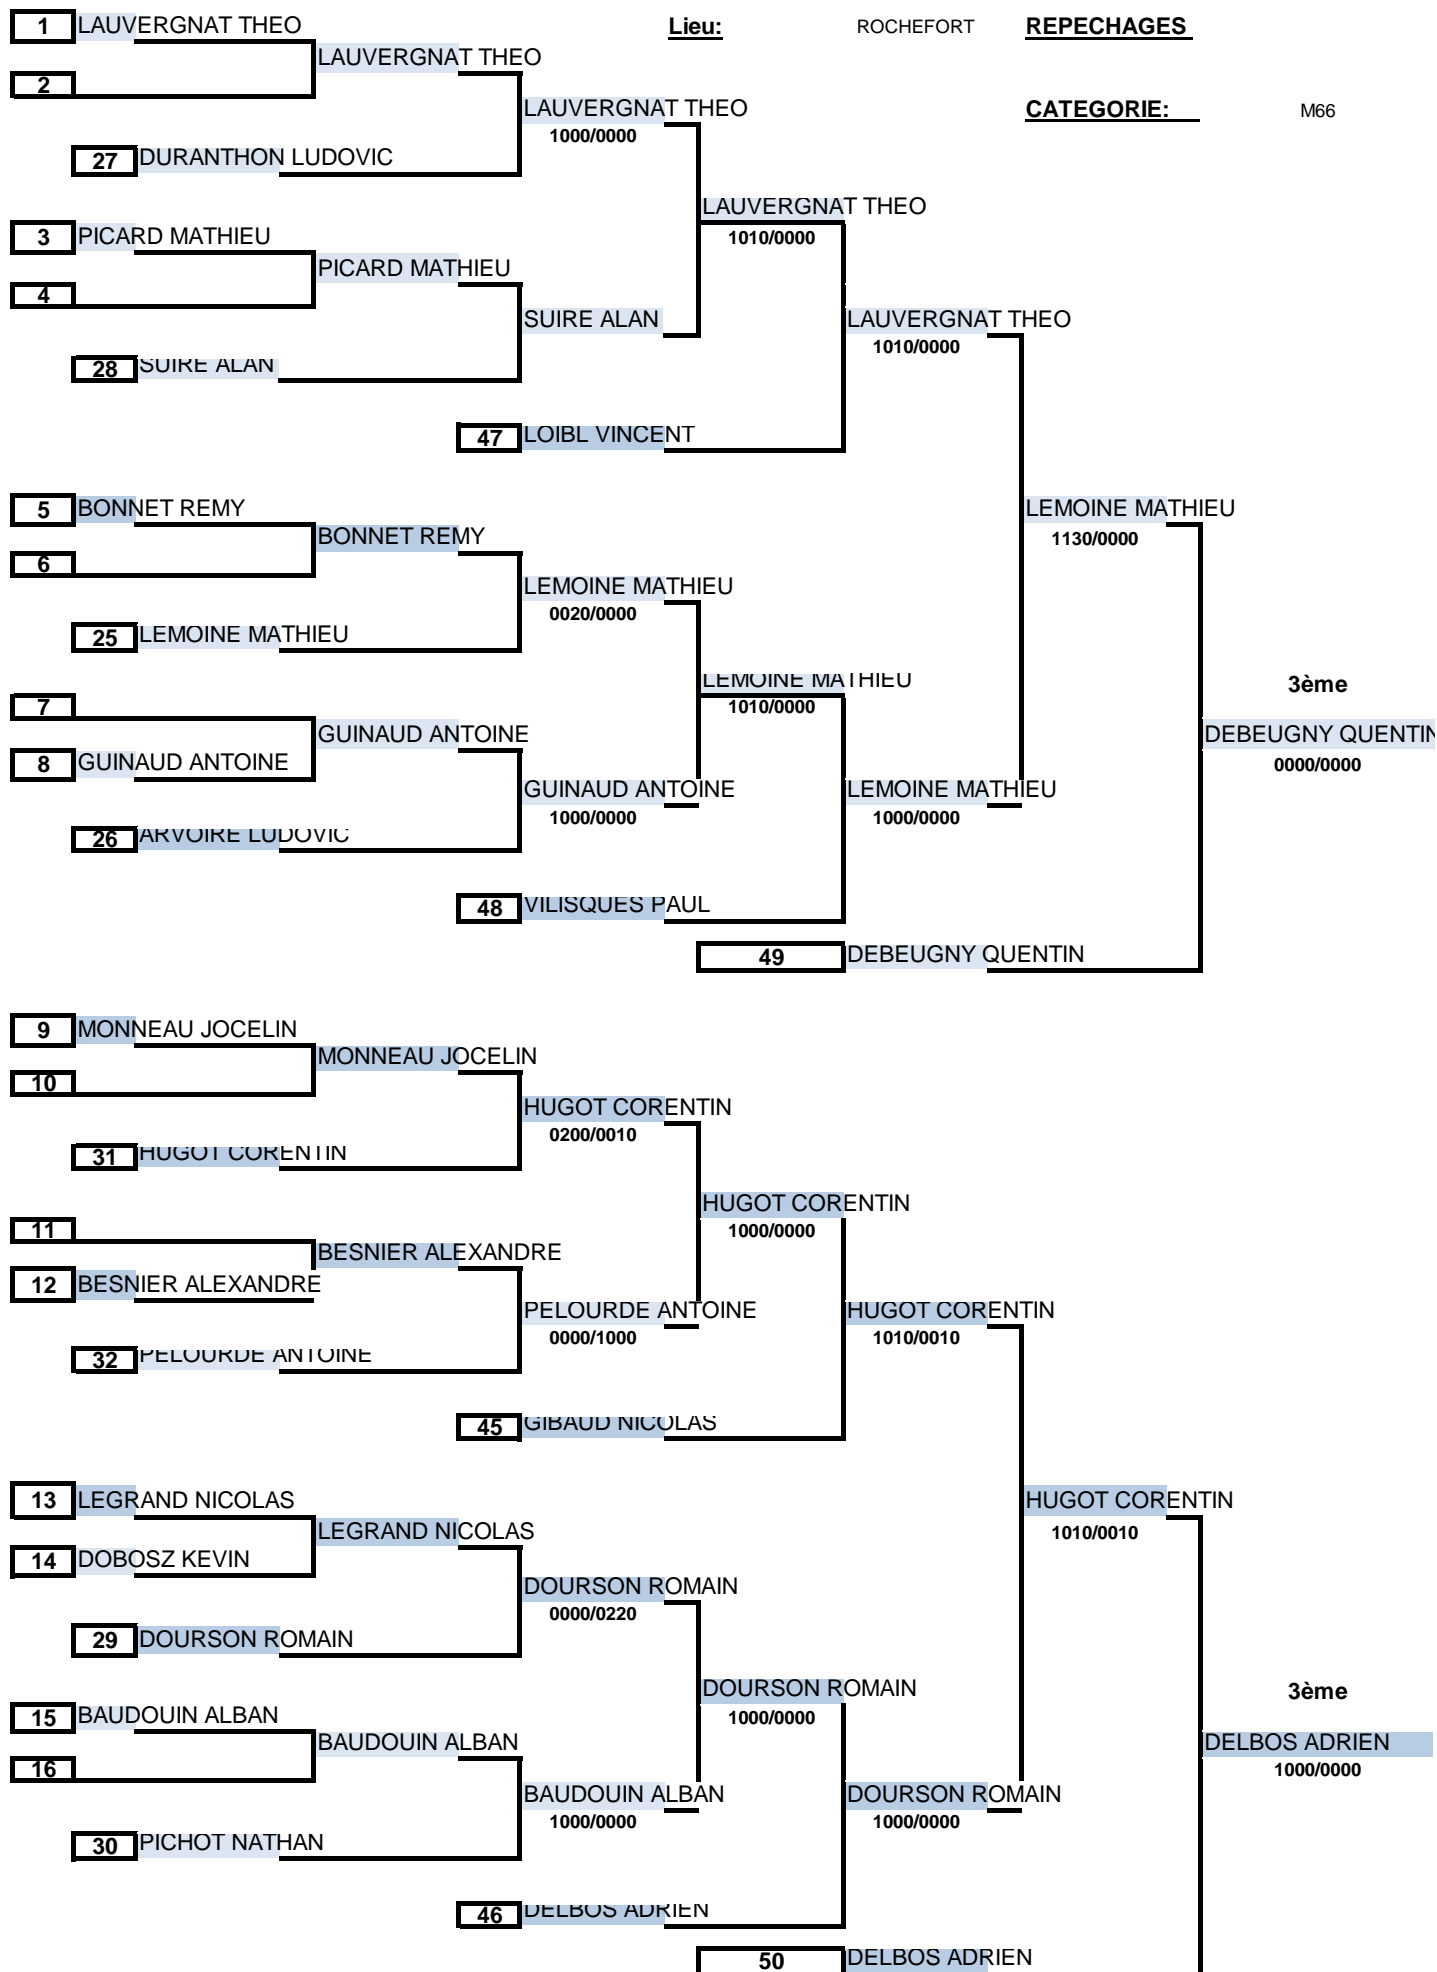 1 LAUVERGNAT THEO Lieu: ROCHEFORT REPECHAGES
LAUVERGNAT THEO
2
LAUVERGNAT THEO CATEGORIE: M66
1000/0000
27 DURANTHON LUDOVIC
LAUVERGNAT THEO
3 PICARD MATHIEU 1010/0000
PICARD MATHIEU
4
SUIRE ALAN LAUVERGNAT THEO
1010/0000
28 SUIRE ALAN
47 LOIBL VINCENT
5 BONNET REMY LEMOINE MATHIEU
BONNET REMY 1130/0000
6
LEMOINE MATHIEU
0020/0000
25 LEMOINE MATHIEU
LEMOINE MATHIEU 3ème
7 1010/0000
GUINAUD ANTOINE DEBEUGNY QUENTIN
8 GUINAUD ANTOINE 0000/0000
GUINAUD ANTOINE LEMOINE MATHIEU
1000/0000 1000/0000
26 ARVOIRE LUDOVIC
48 VILISQUES PAUL
49 DEBEUGNY QUENTIN
9 MONNEAU JOCELIN
MONNEAU JOCELIN
10
HUGOT CORENTIN
0200/0010
31 HUGOT CORENTIN
HUGOT CORENTIN
11 1000/0000
BESNIER ALEXANDRE
12 BESNIER ALEXANDRE
PELOURDE ANTOINE HUGOT CORENTIN
0000/1000 1010/0010
32 PELOURDE ANTOINE
45 GIBAUD NICOLAS
13 LEGRAND NICOLAS HUGOT CORENTIN
LEGRAND NICOLAS 1010/0010
14 DOBOSZ KEVIN
DOURSON ROMAIN
0000/0220
29 DOURSON ROMAIN
DOURSON ROMAIN 3ème
15 BAUDOUIN ALBAN 1000/0000
BAUDOUIN ALBAN DELBOS ADRIEN
16 1000/0000
BAUDOUIN ALBAN DOURSON ROMAIN
1000/0000 1000/0000
30 PICHOT NATHAN
46 DELBOS ADRIEN
50 DELBOS ADRIEN